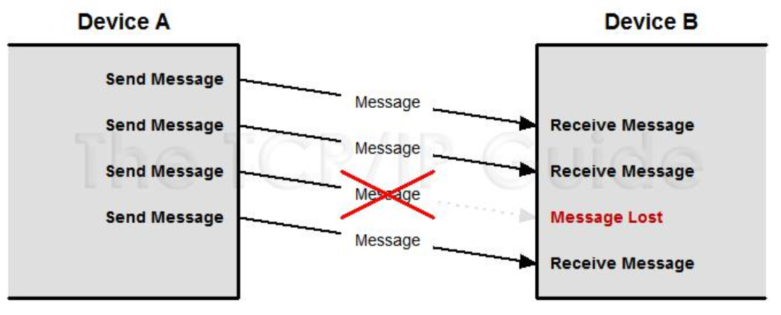 Device A
Device B
Send Message
Message
Receive Message
Send Message
Message
Receive Message
Send Message
Message
Message Lost
Send Message
Message
Receive Message
The TCP/IP Guide